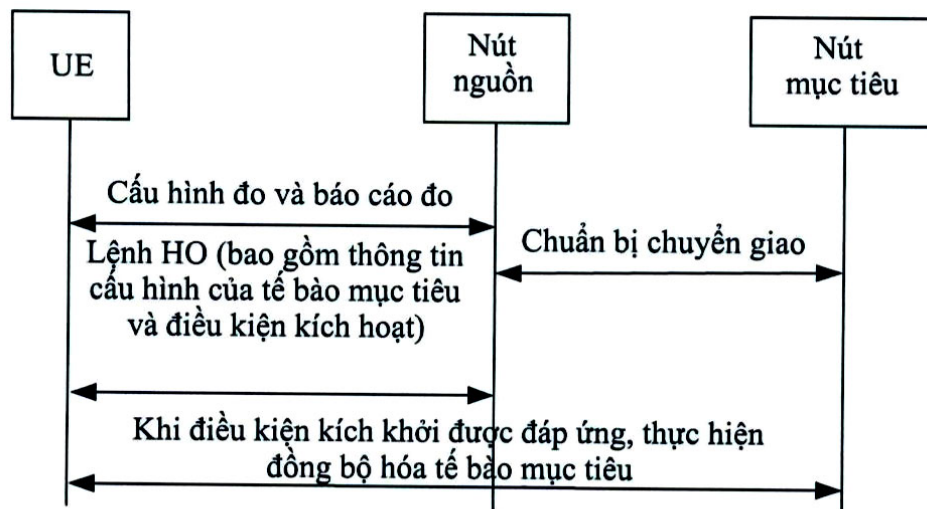 UE
Nút
nguồn
Nút
mục tiêu
Cấu hình đo và báo cáo đo
Chuẩn bị chuyển giao
Lệnh HO (bao gồm thông tin
cấu hình của tế bào mục tiêu
và điều kiện kích hoạt)
Khi điều kiện kích khởi được đáp ứng, thực hiện
đồng bộ hóa tế bào mục tiêu